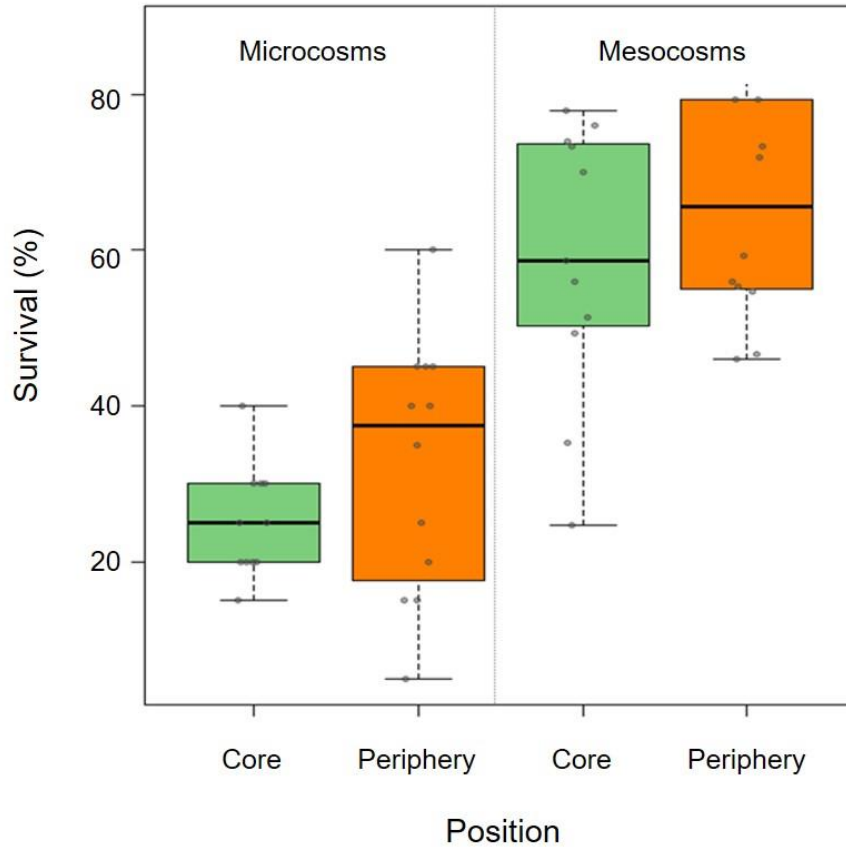 Microcosms Mesocosms
80
60
40
20
Survival (%)
Core Periphery Core Periphery
Position